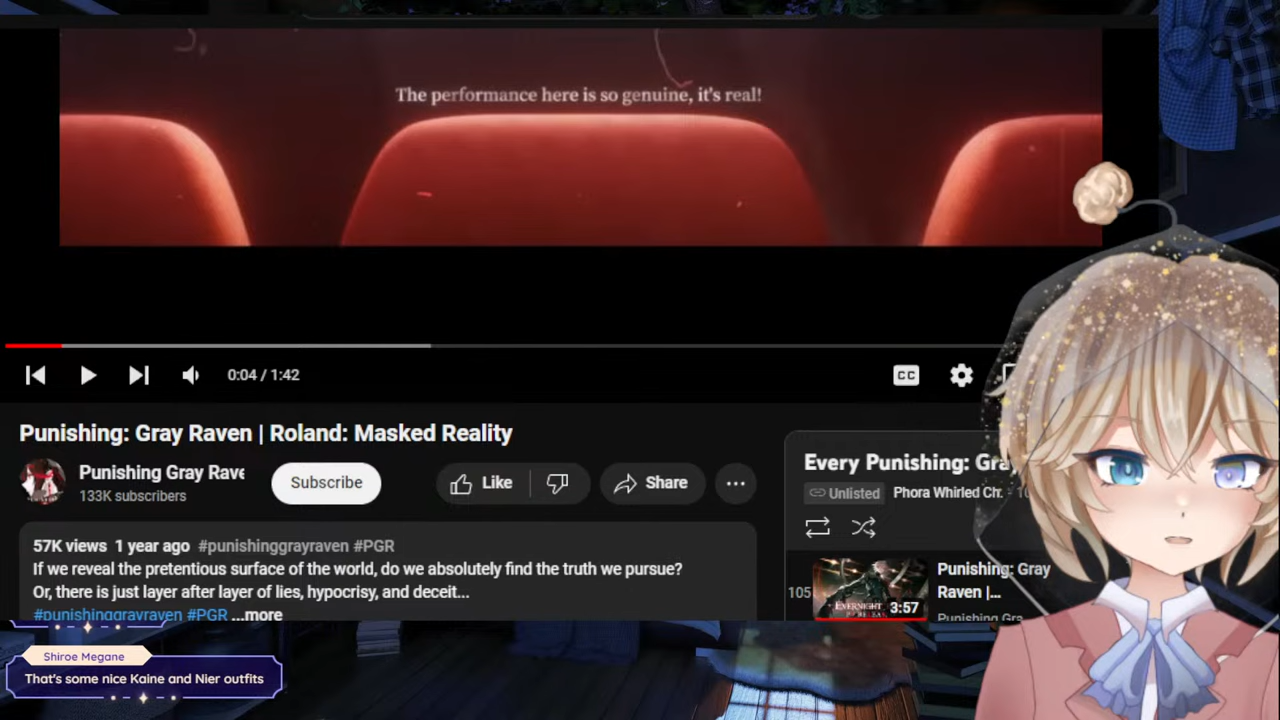 The performance here is so genuine, it's real!
0:04 / 1:42
CC
Punishing: Gray Raven | Roland: Masked Reality
Punishing Gray Rave
133K subscribers
Subscribe
Like
Share
57K views 1 year ago #punishinggrayraven #PGR
If we reveal the pretentious surface of the world, do we absolutely find the truth we pursue?
Or, there is just layer after layer of lies, hypocrisy, and deceit...
#punishinggrayraven #PGR ...more
Every Punishing: Gra
Unlisted Phora Whirled Ch.
105
EVERNIGHT
3:57
Punishing: Gray
Raven |...
Punishing Gra
Shiroe Megane
That's some nice Kaine and Nier outfits